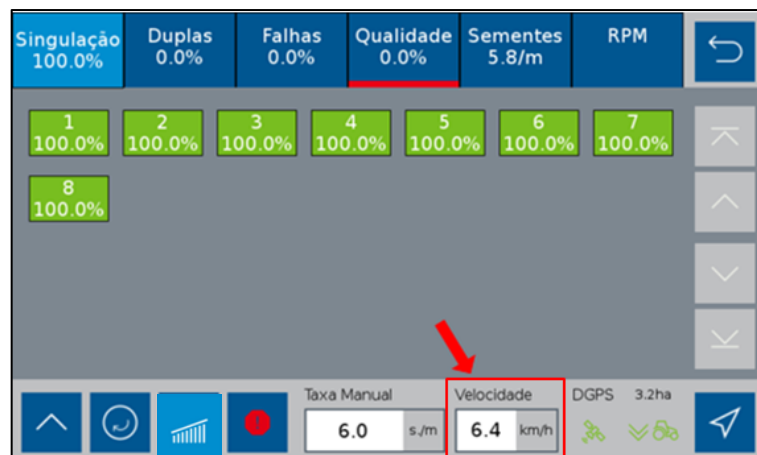 Singulação Duplas Falhas Qualidade Sementes RPM
100.0% 0.0% 0.0% 0.0% 5.8/m
1 2 3 4 5 6 7
100.0% 100.0% 100.0% 100.0% 100.0% 100.0% 100.0%
8
100.0%
Taxa Manual Velocidade DGPS 3.2ha
6.0 s./m 6.4 km/h